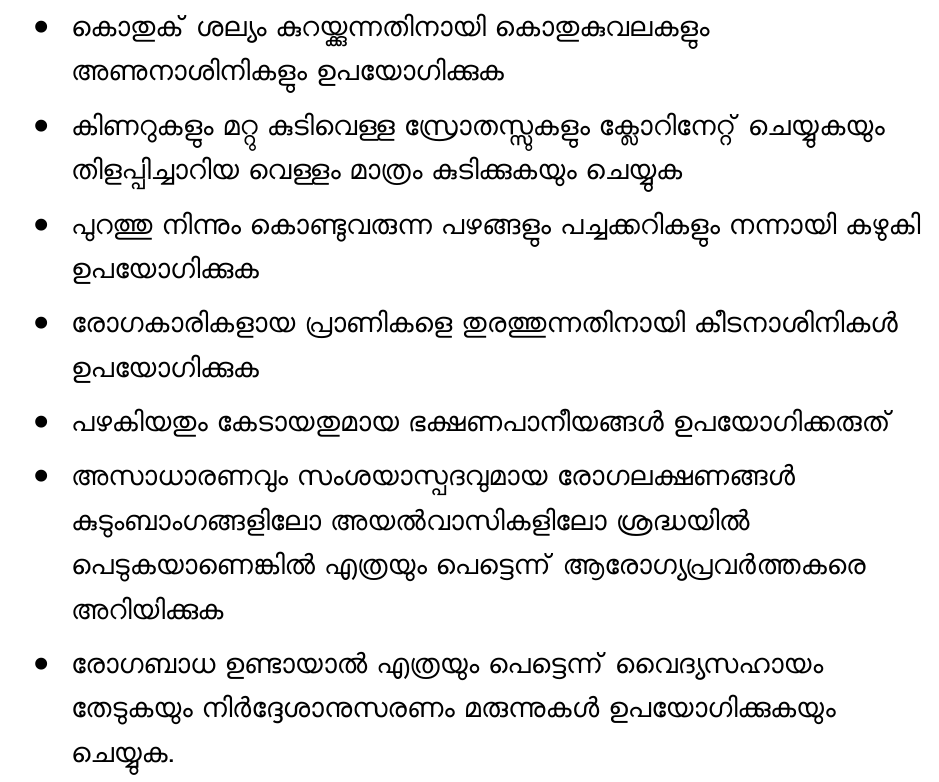 • കൊതുക് ശല്യം കുറയ്ക്കുന്നതിനായി കൊതുകുവലകളും
അണുനാശിനികളും ഉപയോഗിക്കുക
• കിണറുകളും മറ്റു കുടിവെള്ള സ്രോതസ്സുകളും ക്ലോറിനേറ്റ് ചെയ്യുകയും
തിളപ്പിച്ചാറിയ വെള്ളം മാത്രം കുടിക്കുകയും ചെയ്യുക
• പുറത്തു നിന്നും കൊണ്ടുവരുന്ന പഴങ്ങളും പച്ചക്കറികളും നന്നായി കഴുകി
ഉപയോഗിക്കുക
• രോഗകാരികളായ പ്രാണികളെ തുരത്തുന്നതിനായി കീടനാശിനികൾ
ഉപയോഗിക്കുക
• പഴകിയതും കേടായതുമായ ഭക്ഷണപാനീയങ്ങൾ ഉപയോഗിക്കരുത്
• അസാധാരണവും സംശയാസ്പദവുമായ രോഗലക്ഷണങ്ങൾ
കുടുംബാംഗങ്ങളിലോ അയൽവാസികളിലോ ശ്രദ്ധയിൽ
പെടുകയാണെങ്കിൽ എത്രയും പെട്ടെന്ന് ആരോഗ്യപ്രവർത്തകരെ
അറിയിക്കുക
• രോഗബാധ ഉണ്ടായാൽ എത്രയും പെട്ടെന്ന് വൈദ്യസഹായം
തേടുകയും നിർദ്ദേശാനുസരണം മരുന്നുകൾ ഉപയോഗിക്കുകയും
ചെയ്യുക.